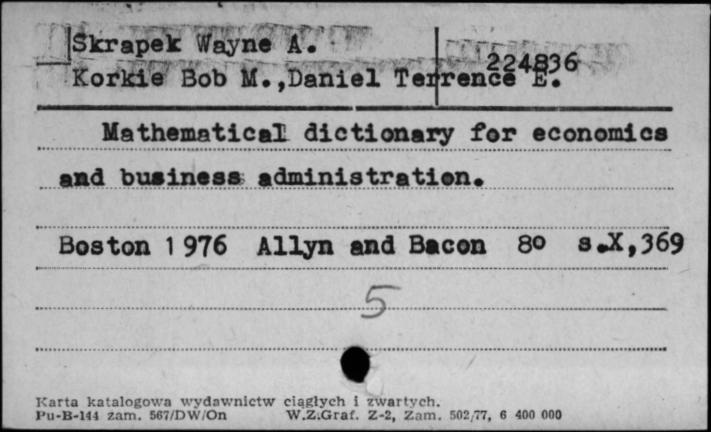 Skrapek Wayne A.
224836
Korkie Bob M.,Daniel Terrence E.
Mathematical dictionary for economics
and business administration.
Boston 1976 Allyn and Bacon 8o s.X,369
5
Karta katalogowa wydawnictw ciągłych i zwartych.
Pu-B-144 zam. 567/DW/On W.Z.Graf. Z-2, Zam. 502/77, 6 400 000